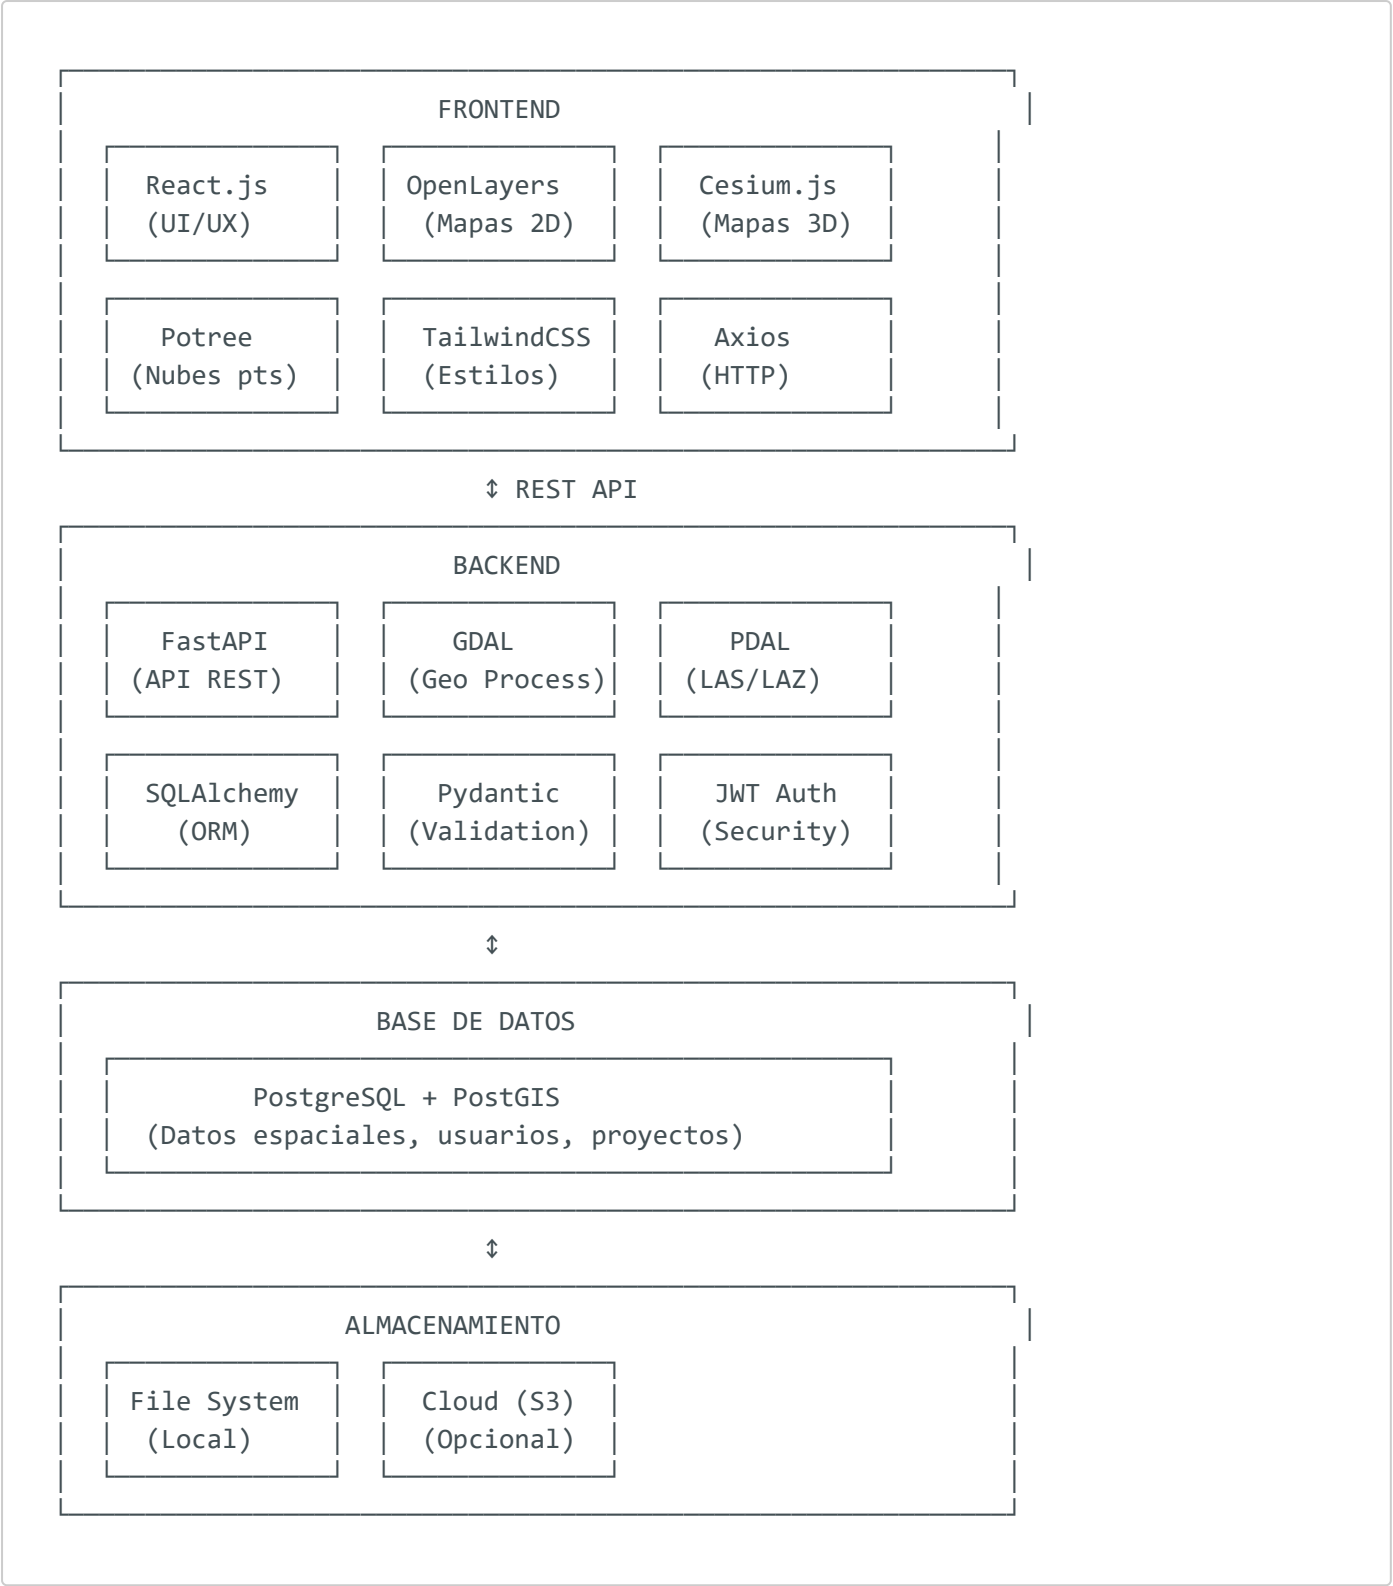 FRONTEND
React.js OpenLayers Cesium.js
(UI/UX) (Mapas 2D) (Mapas 3D)
Potree TailwindCSS Axios
(Nubes pts) (Estilos) (HTTP)
↕ REST API
BACKEND
FastAPI GDAL PDAL
(API REST) (Geo Process) (LAS/LAZ)
SQLAlchemy Pydantic JWT Auth
(ORM) (Validation) (Security)
↕
BASE DE DATOS
PostgreSQL + PostGIS
(Datos espaciales, usuarios, proyectos)
↕
ALMACENAMIENTO
File System Cloud (S3)
(Local) (Opcional)